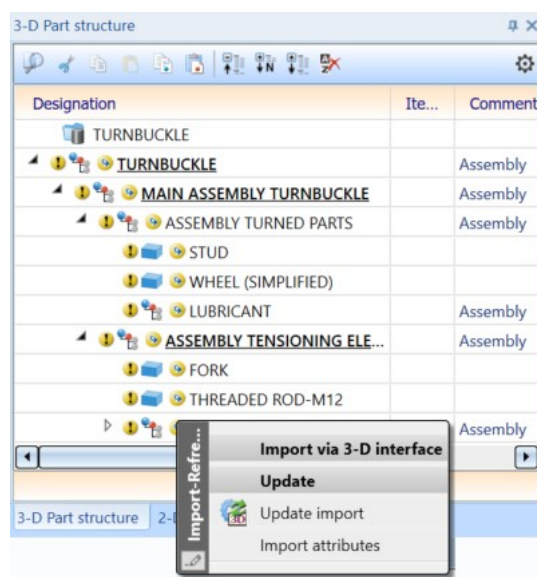 3-D Part structure
Designation Ite... Comment
TURNBUCKLE
TURNBUCKLE Assembly
MAIN ASSEMBLY TURNBUCKLE Assembly
ASSEMBLY TURNED PARTS Assembly
STUD
WHEEL (SIMPLIFIED)
LUBRICANT Assembly
ASSEMBLY TENSIONING ELE... Assembly
FORK
THREADED ROD-M12
Assembly
Import-Refre...
Import via 3-D interface
Update
Update import
Import attributes
3-D Part structure